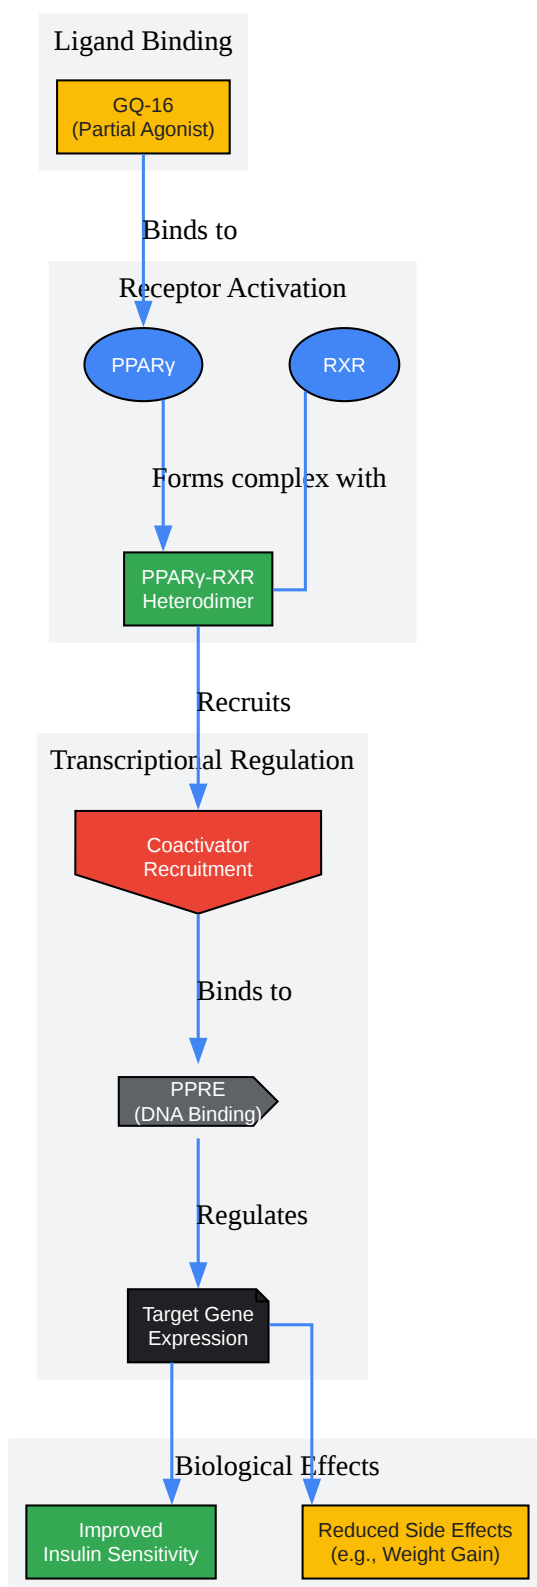 Ligand Binding
GQ-16
(Partial Agonist)
Binds to
Receptor Activation
PPARγ
RXR
Forms complex with
PPARγ-RXR
Heterodimer
Recruits
Transcriptional Regulation
Coactivator
Recruitment
Binds to
PPRE
(DNA Binding)
Regulates
Target Gene
Expression
Biological Effects
Improved
Insulin Sensitivity
Reduced Side Effects
(e.g., Weight Gain)